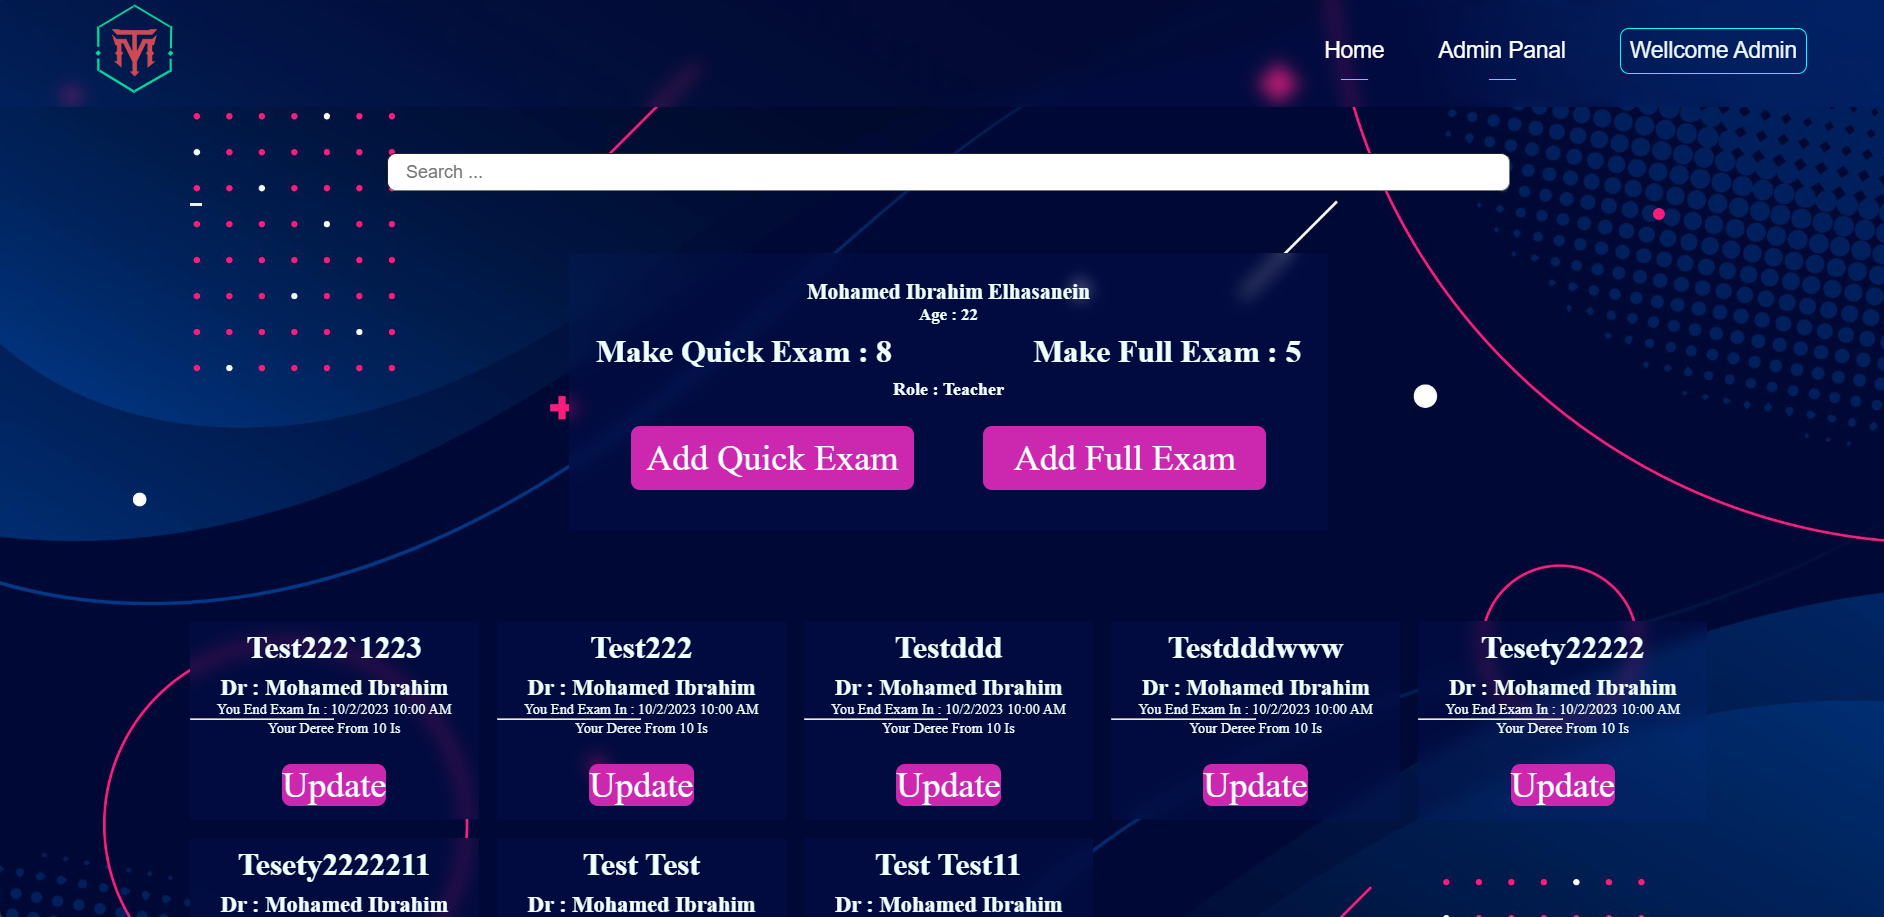 Home
Admin Panal
Wellcome Admin
Search ...
Mohamed Ibrahim Elhasanein
Age : 22
Make Quick Exam : 8
Make Full Exam : 5
Role : Teacher
Add Quick Exam
Add Full Exam
Test222`1223
Dr : Mohamed Ibrahim
You End Exam In : 10/2/2023 10:00 AM
Your Deree From 10 Is
Update
Test222
Dr : Mohamed Ibrahim
You End Exam In : 10/2/2023 10:00 AM
Your Deree From 10 Is
Update
Testddd
Dr : Mohamed Ibrahim
You End Exam In : 10/2/2023 10:00 AM
Your Deree From 10 Is
Update
Testdddwww
Dr : Mohamed Ibrahim
You End Exam In : 10/2/2023 10:00 AM
Your Deree From 10 Is
Update
Tesety22222
Dr : Mohamed Ibrahim
You End Exam In : 10/2/2023 10:00 AM
Your Deree From 10 Is
Update
Tesety2222211
Dr : Mohamed Ibrahim
Test Test
Dr : Mohamed Ibrahim
Test Test11
Dr : Mohamed Ibrahim